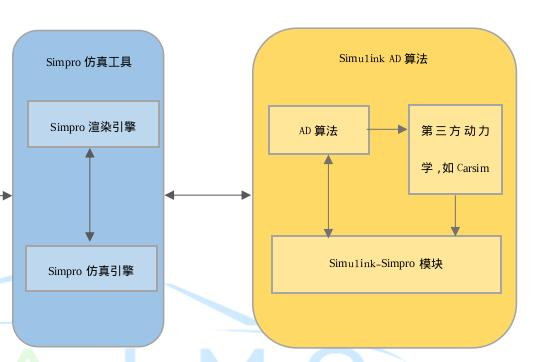 Simpro 仿真工具
Simpro 渲染引擎
Simpro 仿真引擎
Simulink AD 算法
AD 算法
第三方动力
学,如 Carsim
Simulink-Simpro 模块